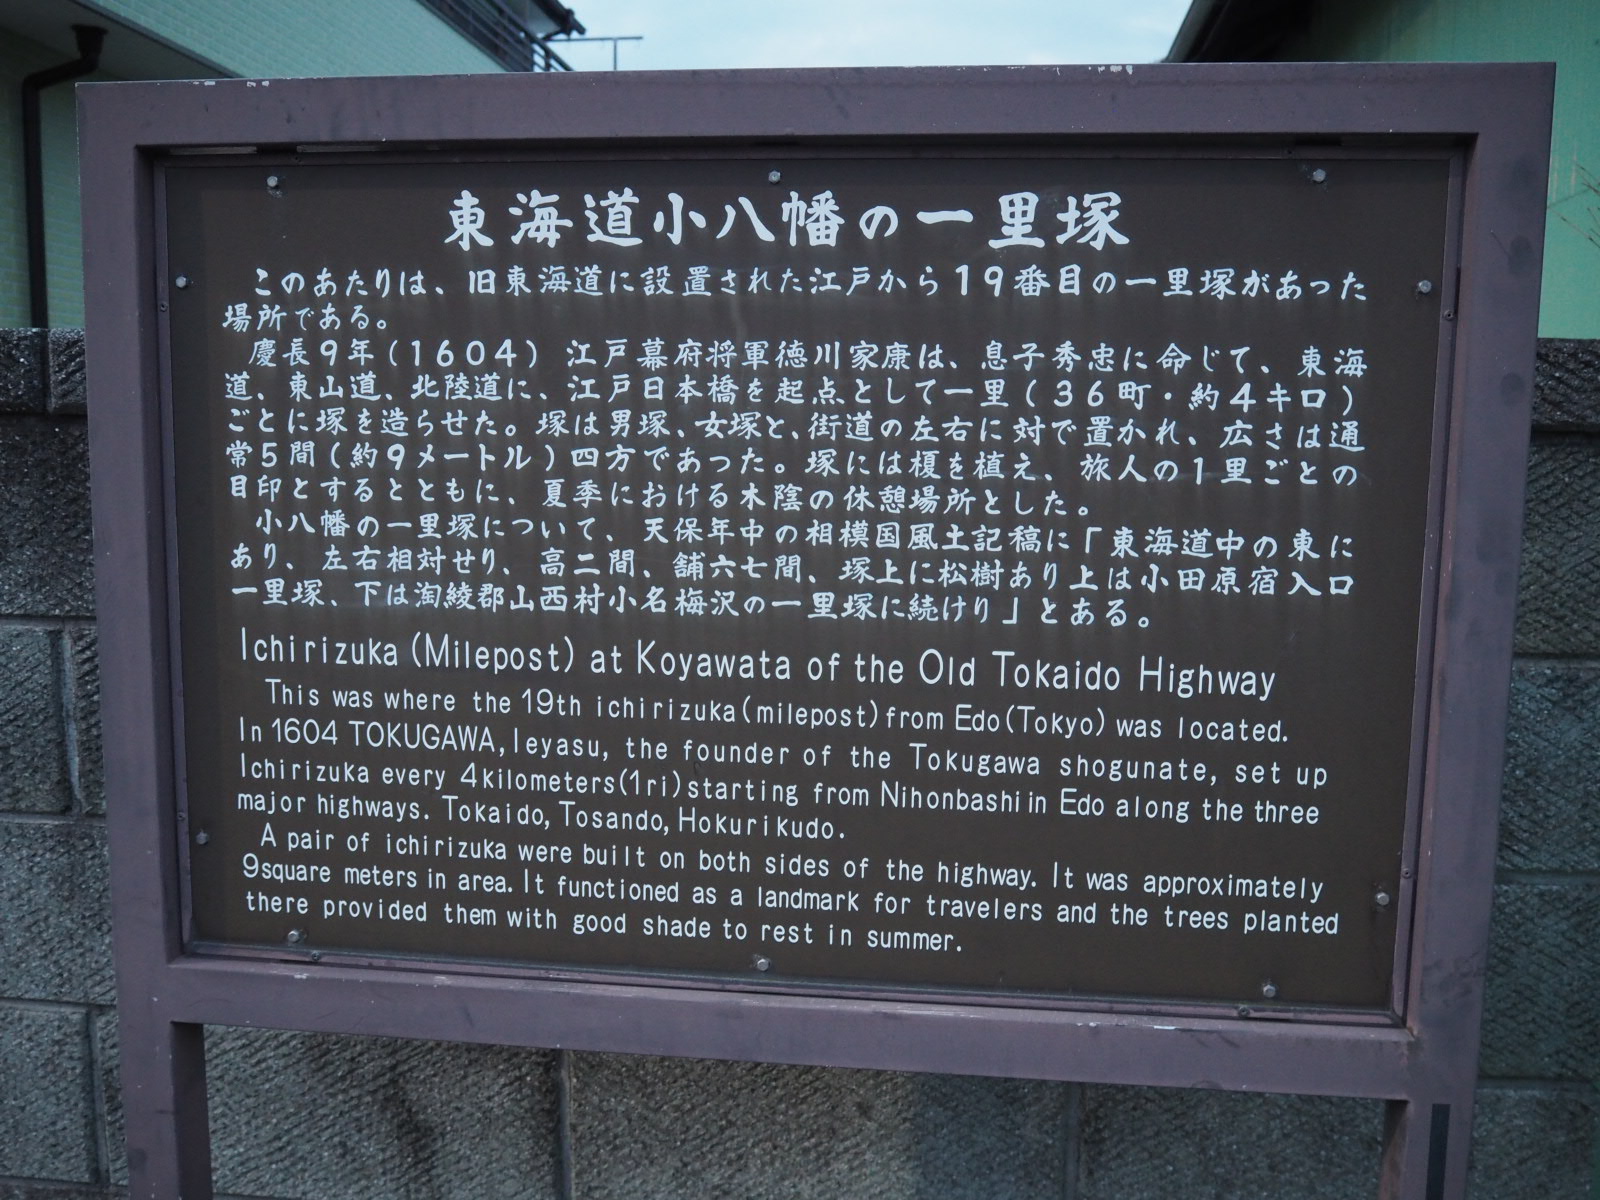 東海道小八幡の一里塚
このあたりは、旧東海道に設置された江戸から19番目の一里塚があった
場所である。
慶長9年(1604) 江戸幕府将軍徳川家康は、息子秀忠に命じて、東海
道、東山道、北陸道に、江戸日本橋を起点として一里(36町・約4キロ)
ごとに塚を造らせた。塚は男塚、女塚と、街道の左右に対で置かれ、広さは通
常5間(約9メートル)四方であった。塚には榎を植え、旅人の1里ごとの
目印とするとともに、夏季における木陰の休憩場所とした。
小八幡の一里塚について、天保年中の相模国風土記稿に「東海道中の東に
あり、左右相対せり、高二間、舗六七間、塚上に松樹あり上は小田原宿入口
一里塚、下は淘綾郡山西村小名梅沢の一里塚に続けり」とある。
Ichirizuka (Milepost) at Koyawata of the Old Tokaido Highway
This was where the 19th ichirizuka(milepost)from Edo(Tokyo) was located.
In 1604 TOKUGAWA,Ieyasu, the founder of the Tokugawa shogunate, set up
Ichirizuka every 4kilometers(1ri)starting from Nihonbashi in Edo along the three
major highways. Tokaido, Tosando, Hokurikudo.
A pair of ichirizuka were built on both sides of the highway. It was approximately
9square meters in area. It functioned as a landmark for travelers and the trees planted
there provided them with good shade to rest in summer.